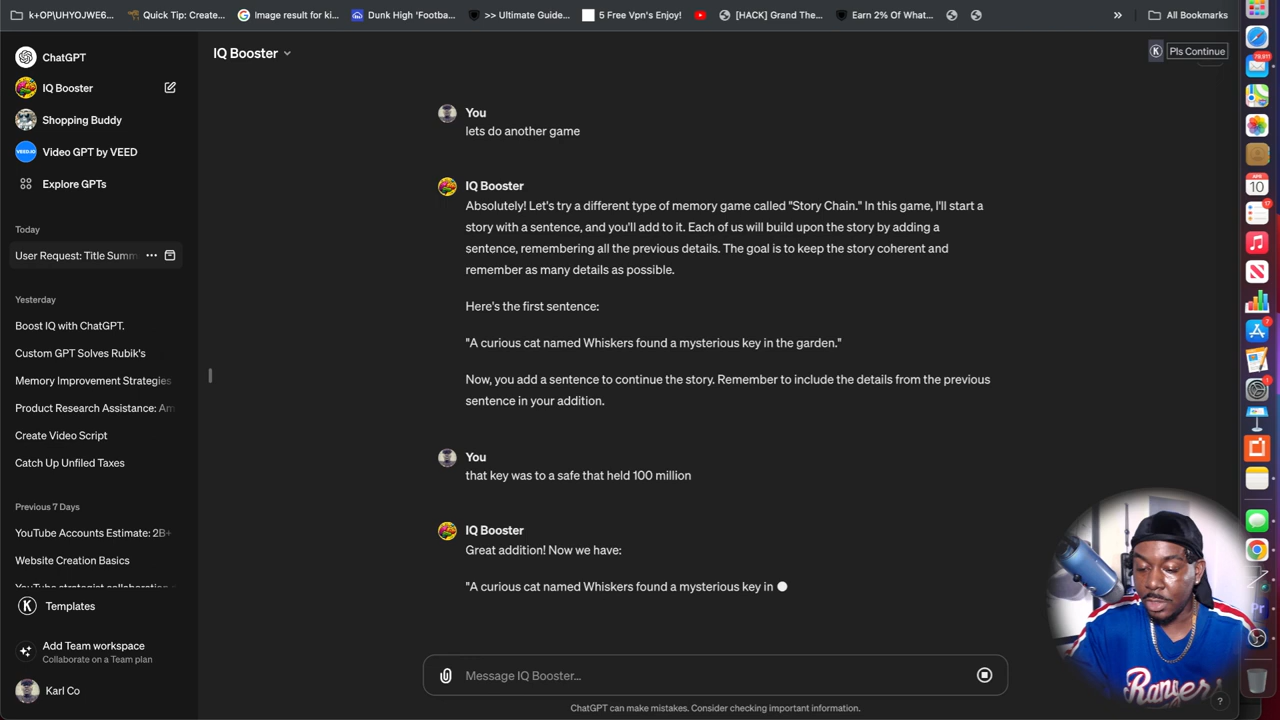 k+OP\UHYOJWE6...
Quick Tip: Create...
Image result for ki...
Dunk High 'Footba...
>> Ultimate Guide...
5 Free Vpn's Enjoy!
[HACK] Grand The...
Earn 2% Of What...
»
All Bookmarks
ChatGPT
IQ Booster
Shopping Buddy
Video GPT by VEED
Explore GPTs
Today
User Request: Title Summ
Yesterday
Boost IQ with ChatGPT.
Custom GPT Solves Rubik's
Memory Improvement Strategies
Product Research Assistance: Am
Create Video Script
Catch Up Unfiled Taxes
Previous 7 Days
YouTube Accounts Estimate: 2B+
Website Creation Basics
YouTube strategist collaboration
Templates
Add Team workspace
Collaborate on a Team plan
Karl Co
IQ Booster
K Pls Continue
You
lets do another game
IQ Booster
Absolutely! Let's try a different type of memory game called "Story Chain." In this game, I'll start a
story with a sentence, and you'll add to it. Each of us will build upon the story by adding a
sentence, remembering all the previous details. The goal is to keep the story coherent and
remember as many details as possible.
Here's the first sentence:
"A curious cat named Whiskers found a mysterious key in the garden."
Now, you add a sentence to continue the story. Remember to include the details from the previous
sentence in your addition.
You
that key was to a safe that held 100 million
IQ Booster
Great addition! Now we have:
"A curious cat named Whiskers found a mysterious key in
Message IQ Booster...
ChatGPT can make mistakes. Consider checking important information.
?
APR
10
17
7
1
Pr